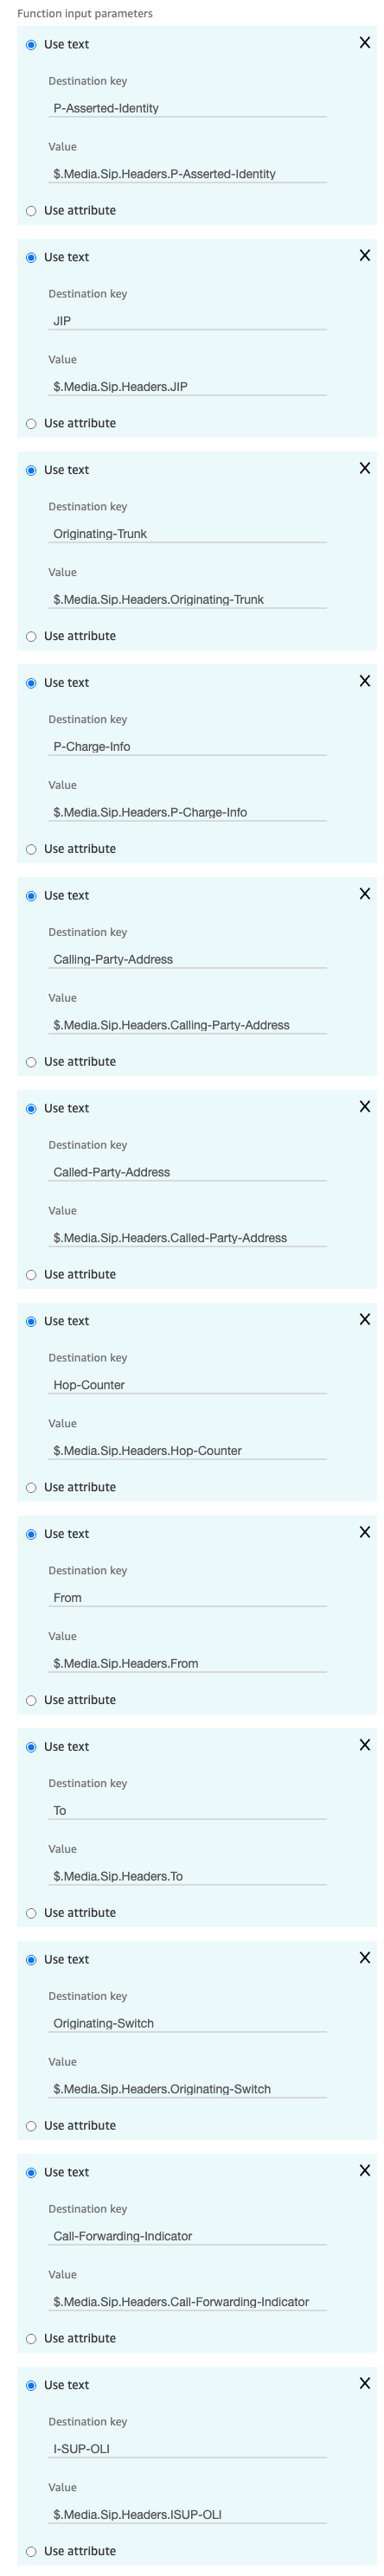 Function input parameters
Use text
X
Destination key
P-Asserted-Identity
Value
$.Media.Sip.Headers.P-Asserted-Identity
Use attribute
Use text
X
Destination key
JIP
Value
$.Media.Sip.Headers.JIP
Use attribute
Use text
X
Destination key
Originating-Trunk
Value
$.Media.Sip.Headers.Originating-Trunk
Use attribute
Use text
X
Destination key
P-Charge-Info
Value
$.Media.Sip.Headers.P-Charge-Info
Use attribute
Use text
X
Destination key
Calling-Party-Address
Value
$.Media.Sip.Headers.Calling-Party-Address
Use attribute
Use text
X
Destination key
Called-Party-Address
Value
$.Media.Sip.Headers.Called-Party-Address
Use attribute
Use text
X
Destination key
Hop-Counter
Value
$.Media.Sip.Headers.Hop-Counter
Use attribute
Use text
X
Destination key
From
Value
$.Media.Sip.Headers.From
Use attribute
Use text
X
Destination key
To
Value
$.Media.Sip.Headers.To
Use attribute
Use text
X
Destination key
Originating-Switch
Value
$.Media.Sip.Headers.Originating-Switch
Use attribute
Use text
X
Destination key
Call-Forwarding-Indicator
Value
$.Media.Sip.Headers.Call-Forwarding-Indicator
Use attribute
Use text
X
Destination key
I-SUP-OLI
Value
$.Media.Sip.Headers.ISUP-OLI
Use attribute